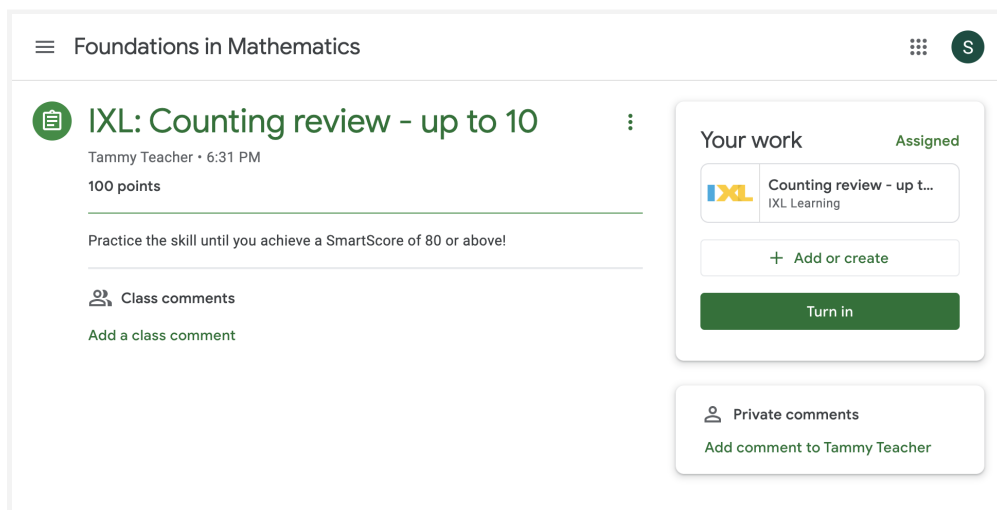 Foundations in Mathematics
S
IXL: Counting review - up to 10
Tammy Teacher • 6:31 PM
100 points
Practice the skill until you achieve a SmartScore of 80 or above!
Class comments
Add a class comment
Your work
Assigned
IXL
Counting review - up t...
IXL Learning
+ Add or create
Turn in
Private comments
Add comment to Tammy Teacher